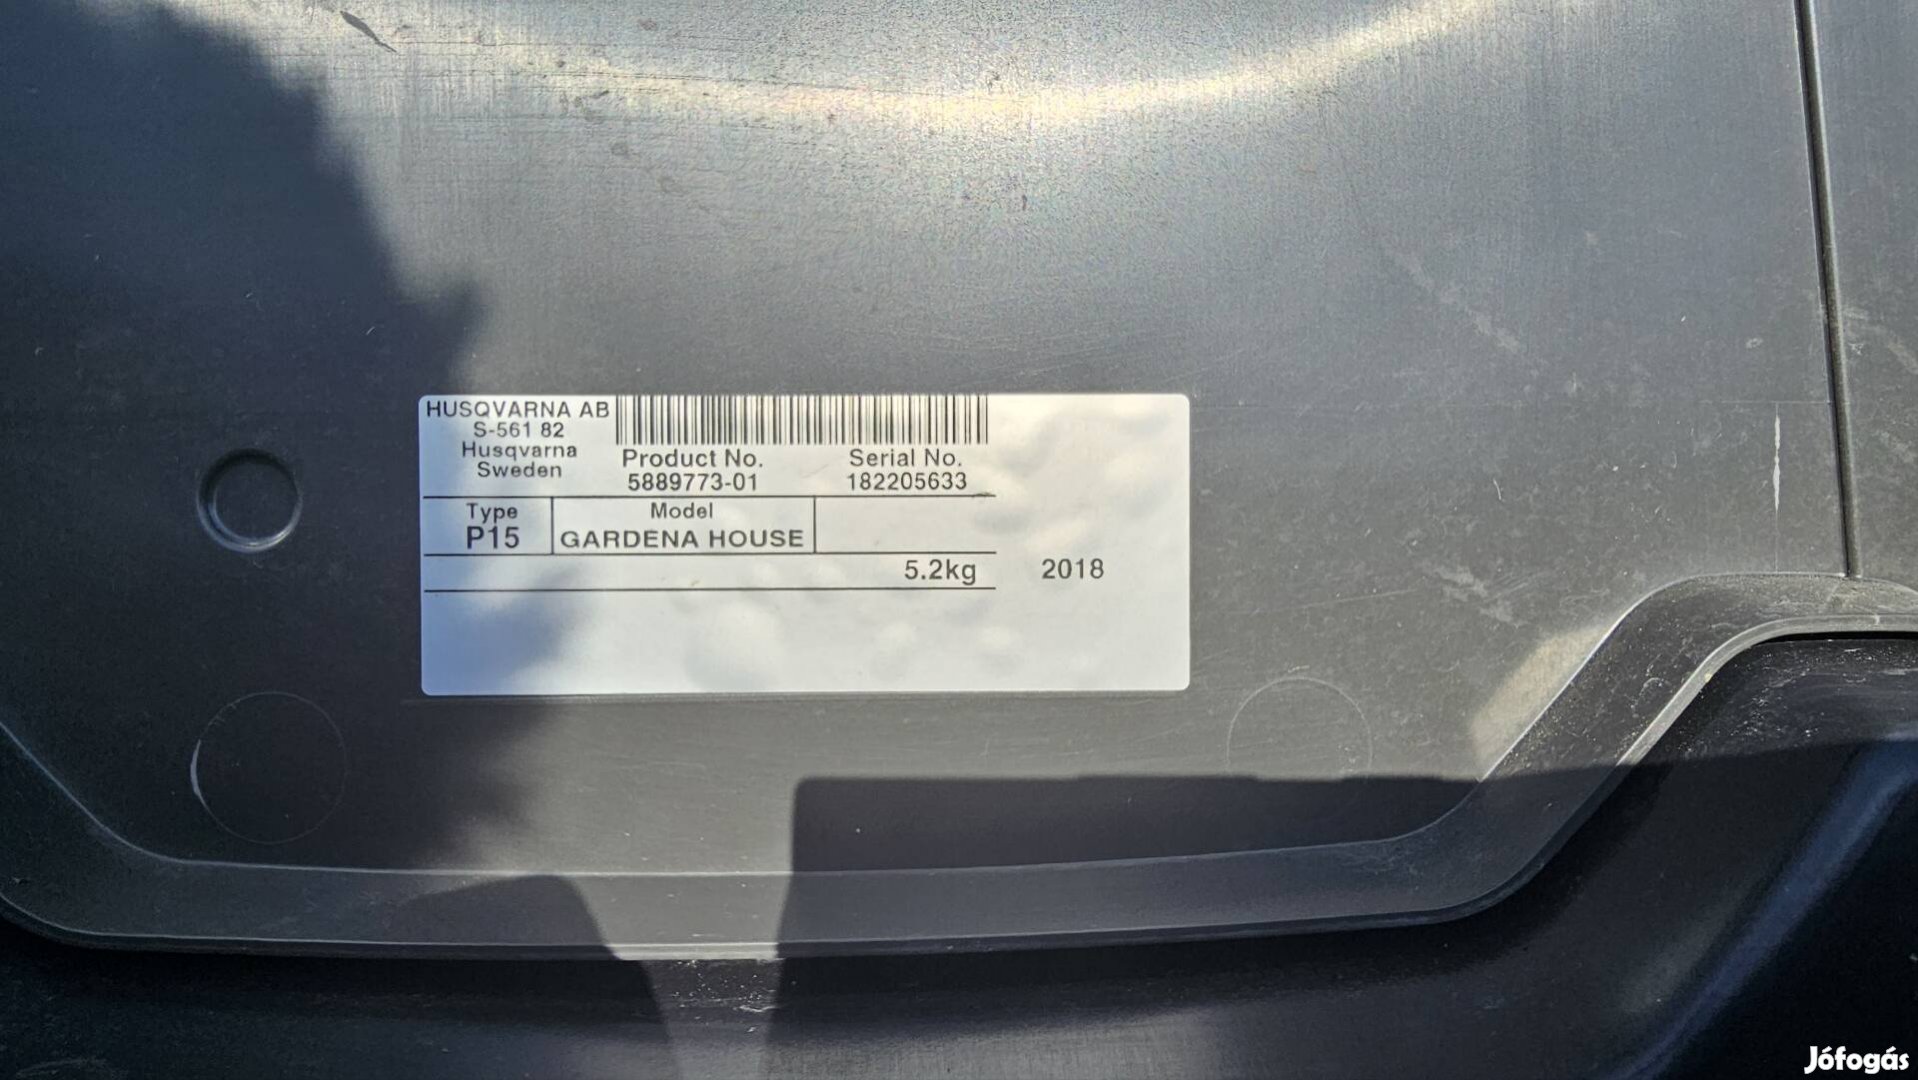 HUSQVARNA AB
S-561 82
Husqvarna
Sweden
Product No.
5889773-01
Serial No.
182205633
Type
P15
Model
GARDENA HOUSE
5.2kg
2018
Jófogás